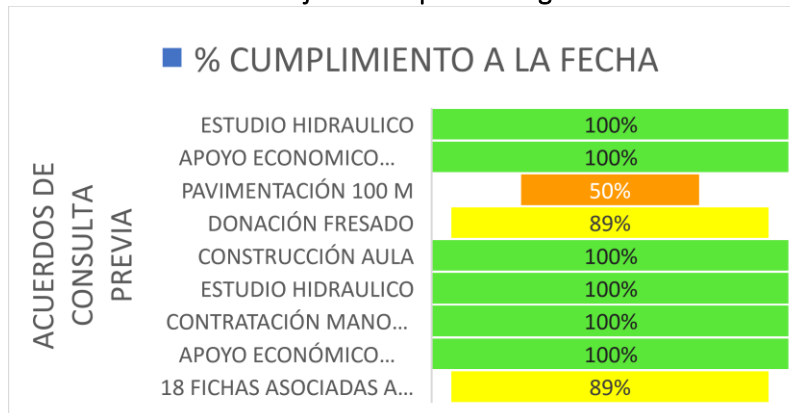 % CUMPLIMIENTO A LA FECHA
ACUERDOS DE
CONSULTA
PREVIA
ESTUDIO HIDRAULICO 100%
APOYO ECONOMICO... 100%
PAVIMENTACIÓN 100 M 50%
DONACIÓN FRESADO 89%
CONSTRUCCIÓN AULA 100%
ESTUDIO HIDRAULICO 100%
CONTRATACIÓN MANO... 100%
APOYO ECONÓMICO... 100%
18 FICHAS ASOCIADAS A... 89%